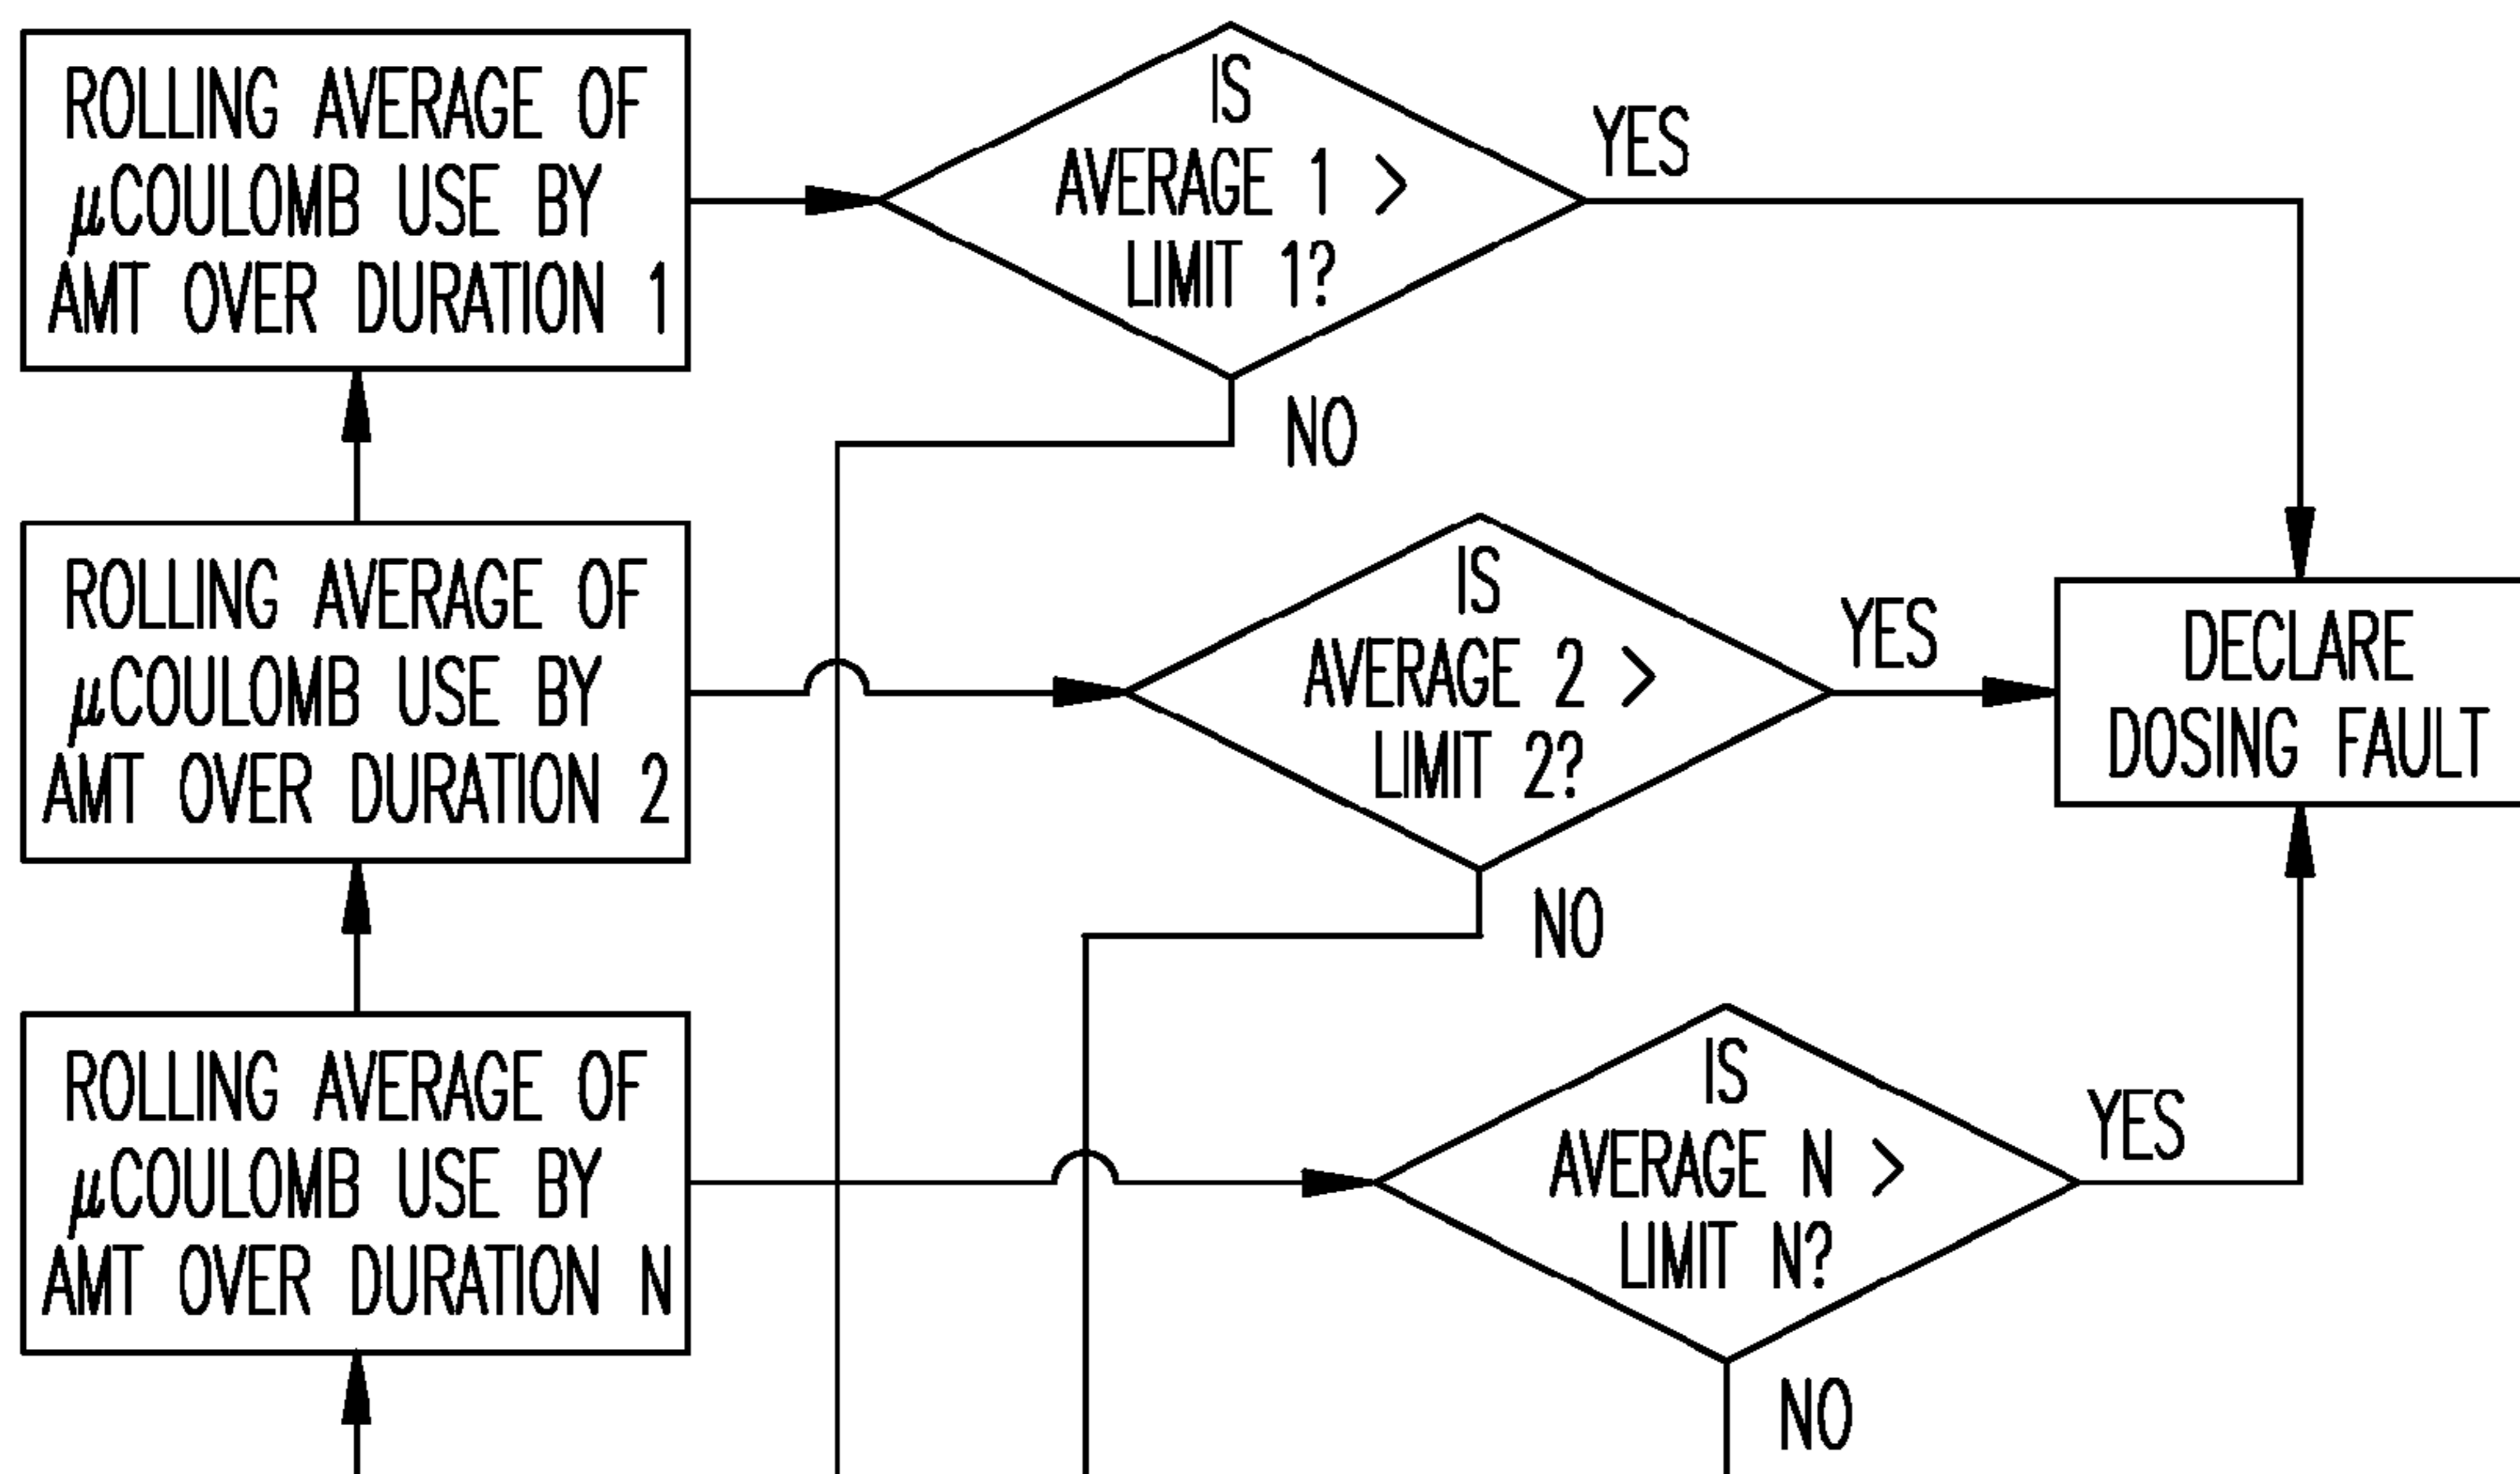 ROLLING AVERAGE OF
μCOULOMB USE BY
AMT OVER DURATION 1
IS
AVERAGE 1 >
LIMIT 1?
YES
NO
ROLLING AVERAGE OF
μCOULOMB USE BY
AMT OVER DURATION 2
IS
AVERAGE 2 >
LIMIT 2?
YES
NO
DECLARE
DOSING FAULT
ROLLING AVERAGE OF
μCOULOMB USE BY
AMT OVER DURATION N
IS
AVERAGE N >
LIMIT N?
YES
NO